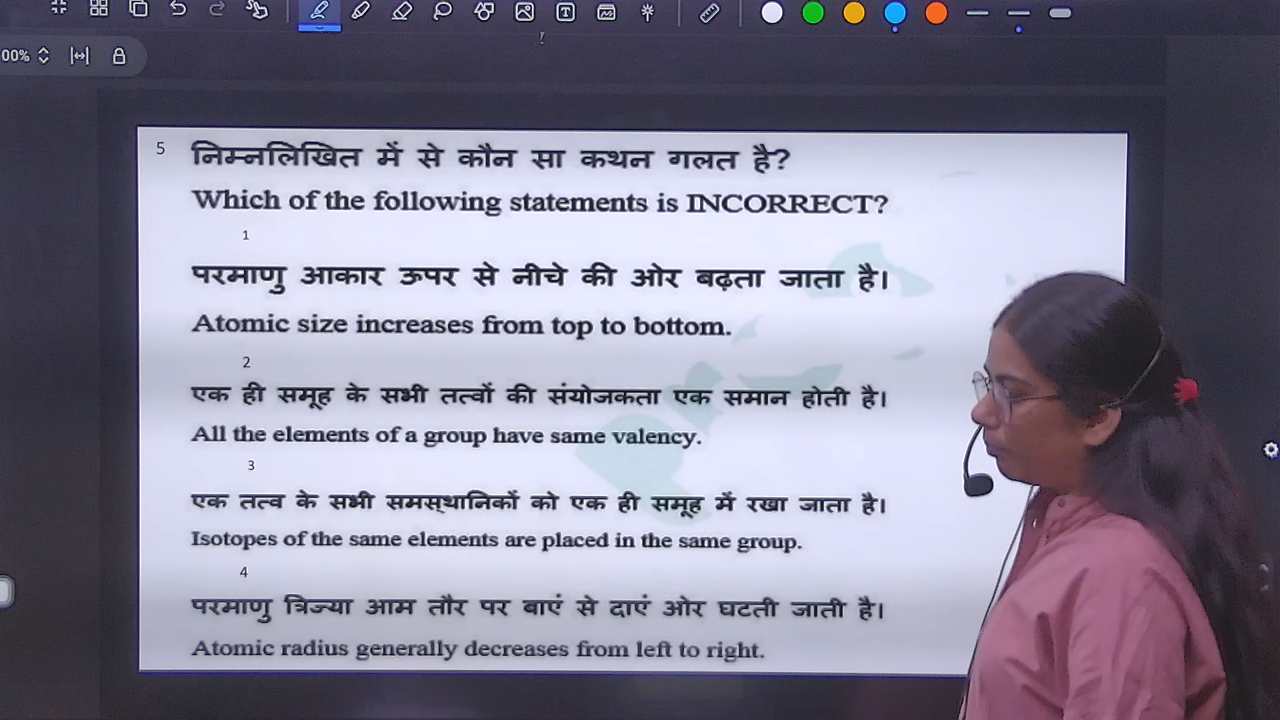 00%
5
निम्नलिखित में से कौन सा कथन गलत है?
Which of the following statements is INCORRECT?
1
परमाणु आकार ऊपर से नीचे की ओर बढ़ता जाता है।
Atomic size increases from top to bottom.
2
एक ही समूह के सभी तत्वों की संयोजकता एक समान होती है।
All the elements of a group have same valency.
3
एक तत्व के सभी समस्थानिकों को एक ही समूह में रखा जाता है।
Isotopes of the same elements are placed in the same group.
4
परमाणु त्रिज्या आम तौर पर बाएं से दाएं ओर घटती जाती है।
Atomic radius generally decreases from left to right.